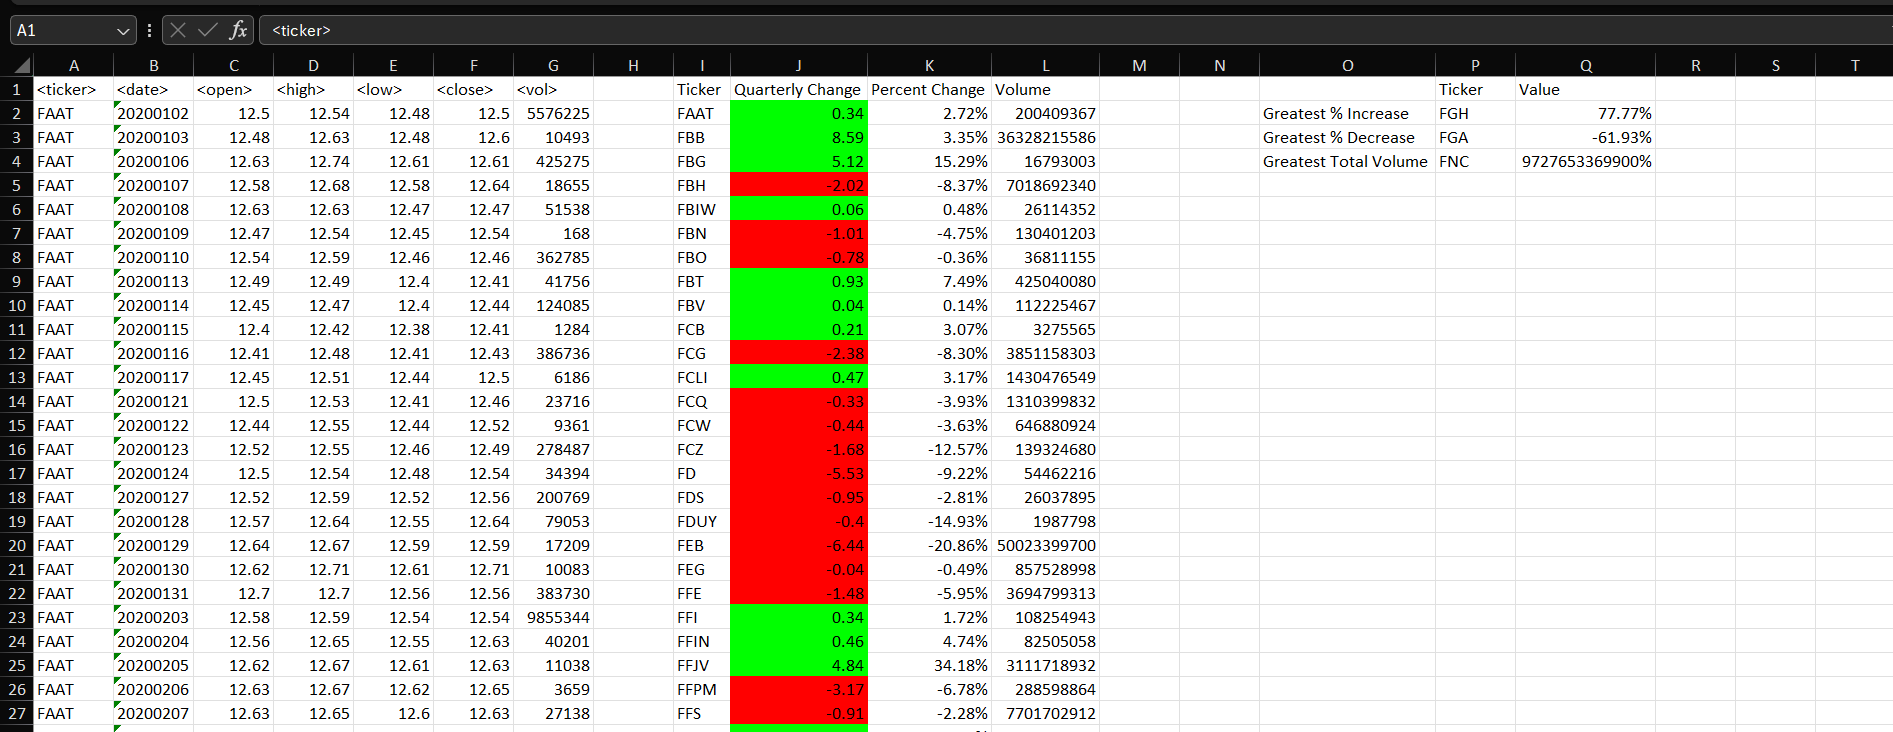 A1 fx <ticker>
A B C D E F G H I J K L M N O P Q R S T
1 <ticker> <date> <open> <high> <low> <close> <vol> Ticker Quarterly Change Percent Change Volume Ticker Value
2 FAAT 20200102 12.5 12.54 12.48 12.5 5576225 FAAT 0.34 2.72% 200409367 Greatest % Increase FGH 77.77%
3 FAAT 20200103 12.48 12.63 12.48 12.6 10493 FBB 8.59 3.35% 36328215586 Greatest % Decrease FGA -61.93%
4 FAAT 20200106 12.63 12.74 12.61 12.61 425275 FBG 5.12 15.29% 16793003 Greatest Total Volume FNC 9727653369900%
5 FAAT 20200107 12.58 12.68 12.58 12.64 18655 FBH -2.02 -8.37% 7018692340
6 FAAT 20200108 12.63 12.63 12.47 12.47 51538 FBIW 0.06 0.48% 26114352
7 FAAT 20200109 12.47 12.54 12.45 12.54 168 FBN -1.01 -4.75% 130401203
8 FAAT 20200110 12.54 12.59 12.46 12.46 362785 FBO -0.78 -0.36% 36811155
9 FAAT 20200113 12.49 12.49 12.4 12.41 41756 FBT 0.93 7.49% 425040080
10 FAAT 20200114 12.45 12.47 12.4 12.44 124085 FBV 0.04 0.14% 112225467
11 FAAT 20200115 12.4 12.42 12.38 12.41 1284 FCB 0.21 3.07% 3275565
12 FAAT 20200116 12.41 12.48 12.41 12.43 386736 FCG -2.38 -8.30% 3851158303
13 FAAT 20200117 12.45 12.51 12.44 12.5 6186 FCLI 0.47 3.17% 1430476549
14 FAAT 20200121 12.5 12.53 12.41 12.46 23716 FCQ -0.33 -3.93% 1310399832
15 FAAT 20200122 12.44 12.55 12.44 12.52 9361 FCW -0.44 -3.63% 646880924
16 FAAT 20200123 12.52 12.55 12.46 12.49 278487 FCZ -1.68 -12.57% 139324680
17 FAAT 20200124 12.5 12.54 12.48 12.54 34394 FD -5.53 -9.22% 54462216
18 FAAT 20200127 12.52 12.59 12.52 12.56 200769 FDS -0.95 -2.81% 26037895
19 FAAT 20200128 12.57 12.64 12.55 12.64 79053 FDUY -0.4 -14.93% 1987798
20 FAAT 20200129 12.64 12.67 12.59 12.59 17209 FEB -6.44 -20.86% 50023399700
21 FAAT 20200130 12.62 12.71 12.61 12.71 10083 FEG -0.04 -0.49% 857528998
22 FAAT 20200131 12.7 12.7 12.56 12.56 383730 FFE -1.48 -5.95% 3694799313
23 FAAT 20200203 12.58 12.59 12.54 12.54 9855344 FFI 0.34 1.72% 108254943
24 FAAT 20200204 12.56 12.65 12.55 12.63 40201 FFIN 0.46 4.74% 82505058
25 FAAT 20200205 12.62 12.67 12.61 12.63 11038 FFJV 4.84 34.18% 3111718932
26 FAAT 20200206 12.63 12.67 12.62 12.65 3659 FFPM -3.17 -6.78% 288598864
27 FAAT 20200207 12.63 12.65 12.6 12.63 27138 FFS -0.91 -2.28% 7701702912